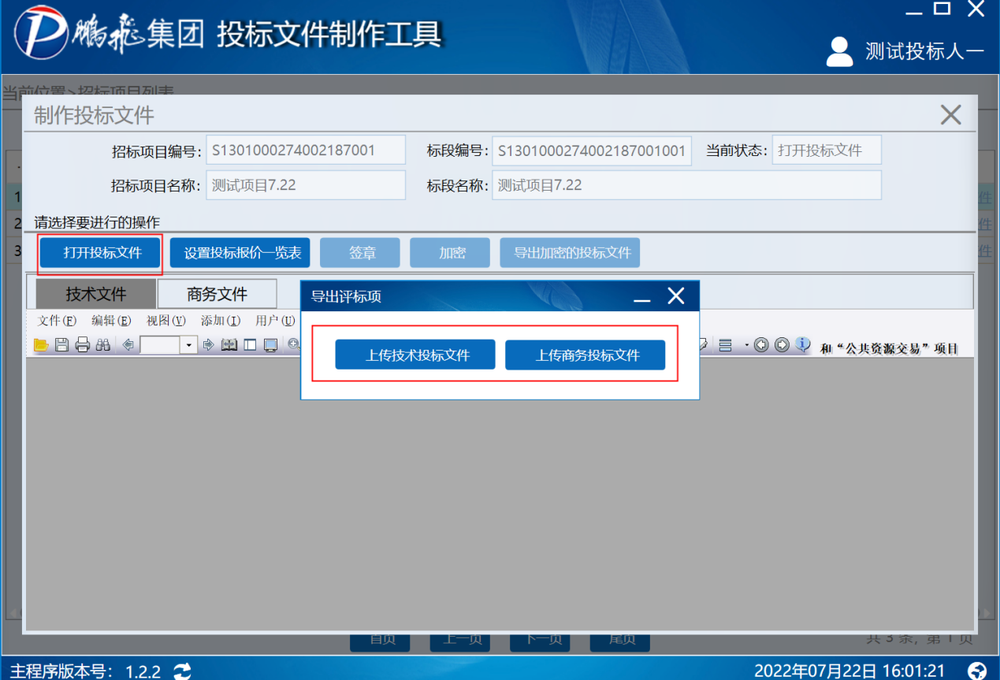 鹏飞集团 投标文件制作工具
测试投标人一
当前位置>招标项目列表
制作投标文件
招标项目编号: S1301000274002187001 标段编号: S1301000274002187001001 当前状态: 打开投标文件
招标项目名称: 测试项目7.22 标段名称: 测试项目7.22
1 件
请选择要进行的操作
2 件
3 件
打开投标文件 设置投标报价一览表 签章 加密 导出加密的投标文件
技术文件 商务文件
导出评标项
文件(F) 编辑(E) 视图(V) 添加(I) 用户(U)
上传技术投标文件 上传商务投标文件
和“公共资源交易”项目
首页 上一页 下一页 尾页 共 3 条, 第 1 页
主程序版本号: 1.2.2 2022年07月22日 16:01:21